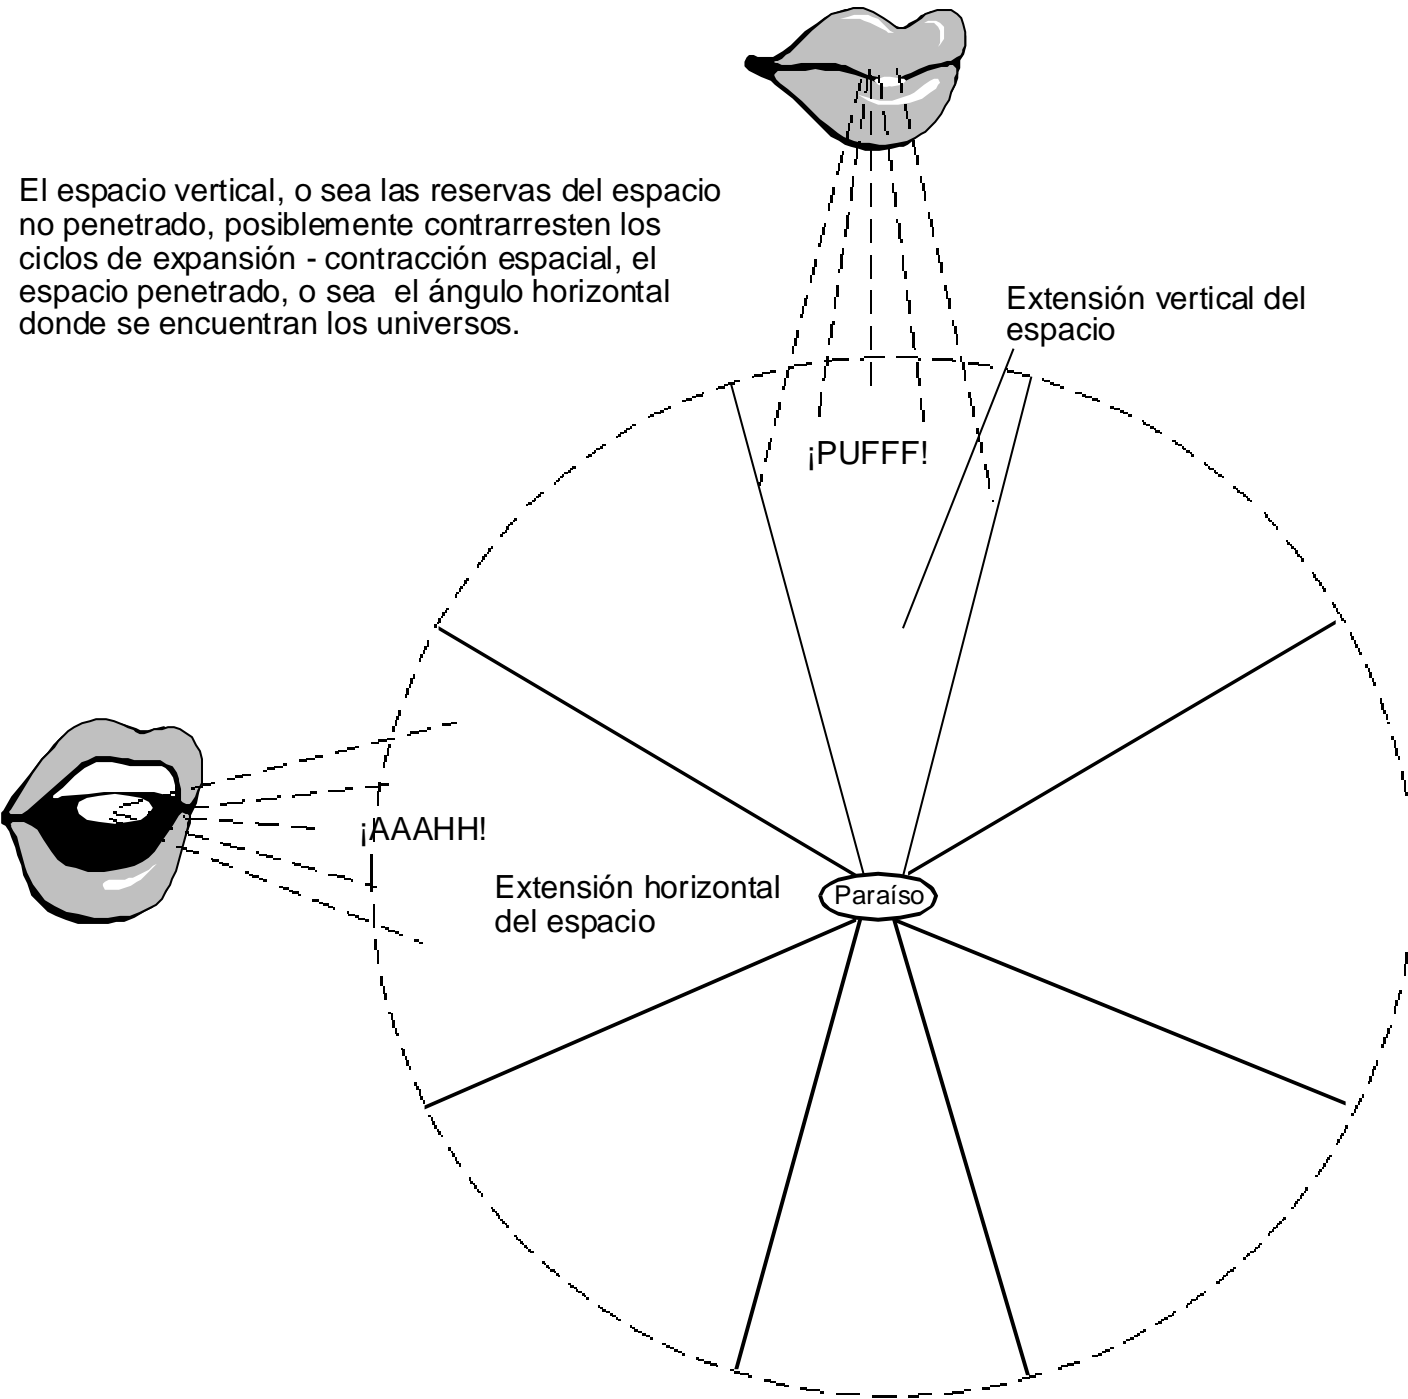 El espacio vertical, o sea las reservas del espacio
no penetrado, posiblemente contrarresten los
ciclos de expansión - contracción espacial, el
espacio penetrado, o sea  el ángulo horizontal
donde se encuentran los universos.
Extensión vertical del
espacio
¡PUFFF!
¡AAAHH!
Extensión horizontal
del espacio
Paraíso